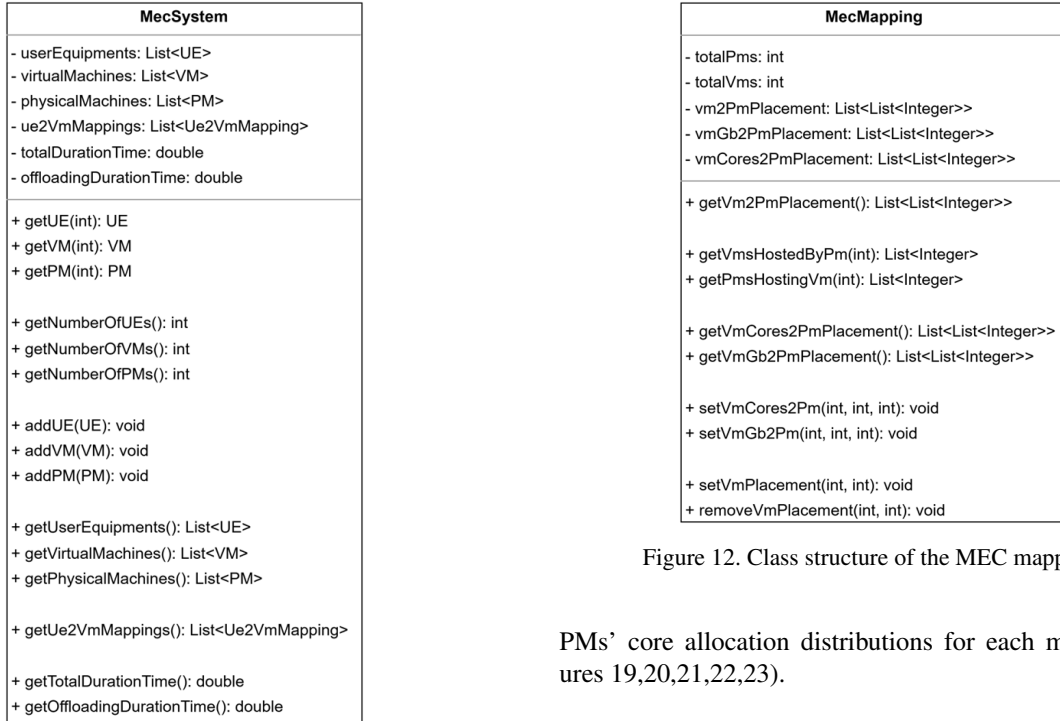 MecSystem
- userEquipments: List<UE>
- virtualMachines: List<VM>
- physicalMachines: List<PM>
- ue2VmMappings: List<Ue2VmMapping>
- totalDurationTime: double
- offloadingDurationTime: double
+ getUE(int): UE
+ getVM(int): VM
+ getPM(int): PM
+ getNumberOfUEs(): int
+ getNumberOfVMs(): int
+ getNumberOfPMs(): int
+ addUE(UE): void
+ addVM(VM): void
+ addPM(PM): void
+ getUserEquipments(): List<UE>
+ getVirtualMachines(): List<VM>
+ getPhysicalMachines(): List<PM>
+ getUe2VmMappings(): List<Ue2VmMapping>
+ getTotalDurationTime(): double
+ getOffloadingDurationTime(): double
MecMapping
- totalPms: int
- totalVms: int
- vm2PmPlacement: List<List<Integer>>
- vmGb2PmPlacement: List<List<Integer>>
- vmCores2PmPlacement: List<List<Integer>>
+ getVm2PmPlacement(): List<List<Integer>>
+ getVmsHostedByPm(int): List<Integer>
+ getPmsHostingVm(int): List<Integer>
+ getVmCores2PmPlacement(): List<List<Integer>>
+ getVmGb2PmPlacement(): List<List<Integer>>
+ setVmCores2Pm(int, int, int): void
+ setVmGb2Pm(int, int, int): void
+ setVmPlacement(int, int): void
+ removeVmPlacement(int, int): void
Figure 12. Class structure of the MEC
PMs' core allocation distributions for each
ures 19,20,21,22,23).